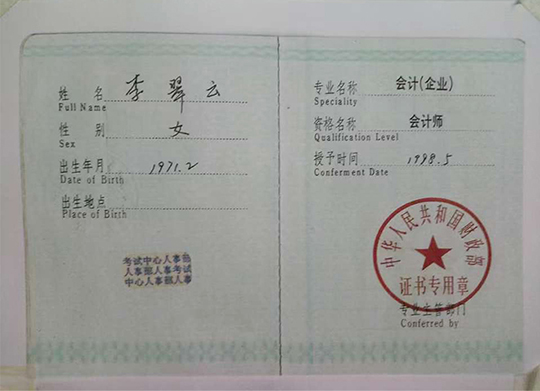 姓名 李翠云
Full Name
性别 女
Sex
出生年月 1971.2
Date of Birth
出生地点
Place of Birth
考试中心人事部
人事部人事考试
中心人事部人事
专业名称 会计(企业)
Speciality
资格名称 会计师
Qualification Level
授予时间 1998.5
Conferment Date
中华人民共和国财政部
证书专用章
专业主管部门
Conferred by